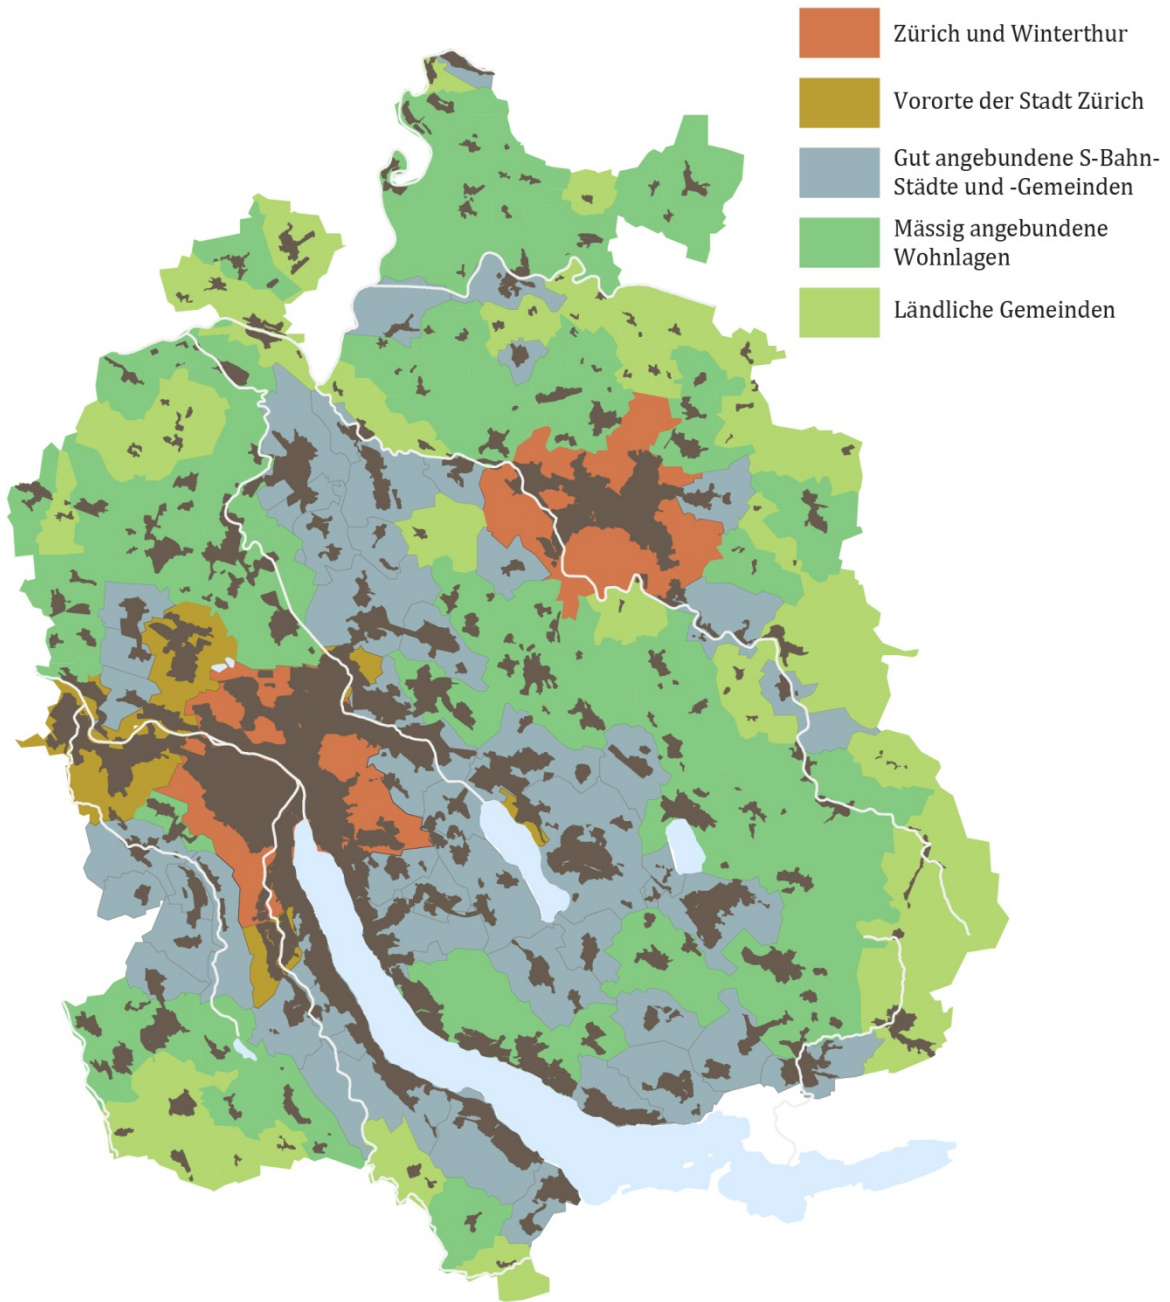 Zürich und Winterthur
Vororte der Stadt Zürich
Gut angebundene S-Bahn-
Städte und -Gemeinden
Mässig angebundene
Wohnlagen
Ländliche Gemeinden